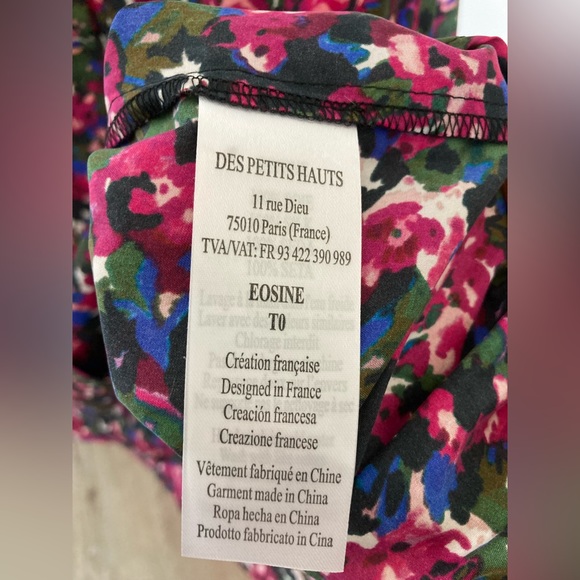 DES PETITS HAUTS
11 rue Dieu
75010 Paris (France)
TVA/VAT: FR 93 422 390 989
100% SETA
EOSINE
T0
Création française
Designed in France
Creación francesa
Creazione francese
Vêtement fabriqué en Chine
Garment made in China
Ropa hecha en China
Prodotto fabbricato in Cina